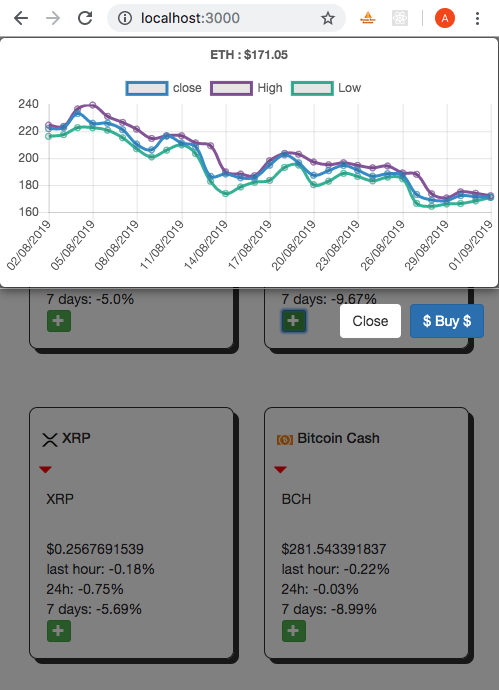 localhost:3000
A
ETH : $171.05
close High Low
240
220
200
180
160
02/08/2019 05/08/2019 08/08/2019 11/08/2019 14/08/2019 17/08/2019 20/08/2019 23/08/2019 26/08/2019 29/08/2019 01/09/2019
7 days: -5.0% 7 days: -9.67%
Close $ Buy $
XRP Bitcoin Cash
XRP BCH
$0.2567691539 $281.543391837
last hour: -0.18% last hour: -0.22%
24h: -0.75% 24h: -0.03%
7 days: -5.69% 7 days: -8.99%